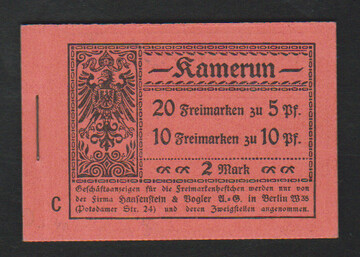 — Kamerun —
20 Freimarken zu 5 Pf.
10 Freimarken zu 10 Pf.
2 Mark
Geschäftsanzeigen für die Freimarkenheftchen werden nur von
der Firma Haasenstein & Vogler A.=G. in Berlin W35
(Potsdamer Str. 24) und deren Zweigstellen angenommen.
C